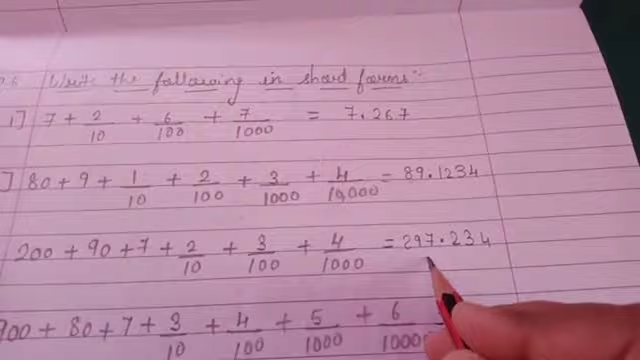 Write the following in short forms:-
1] 7 + 2/10 + 6/100 + 7/1000 = 7.267
] 80 + 9 + 1/10 + 2/100 + 3/1000 + 4/10,000 = 89.1234
200 + 90 + 7 + 2/10 + 3/100 + 4/1000 = 297.234
700 + 80 + 7 + 3/10 + 4/100 + 5/1000 + 6/1000